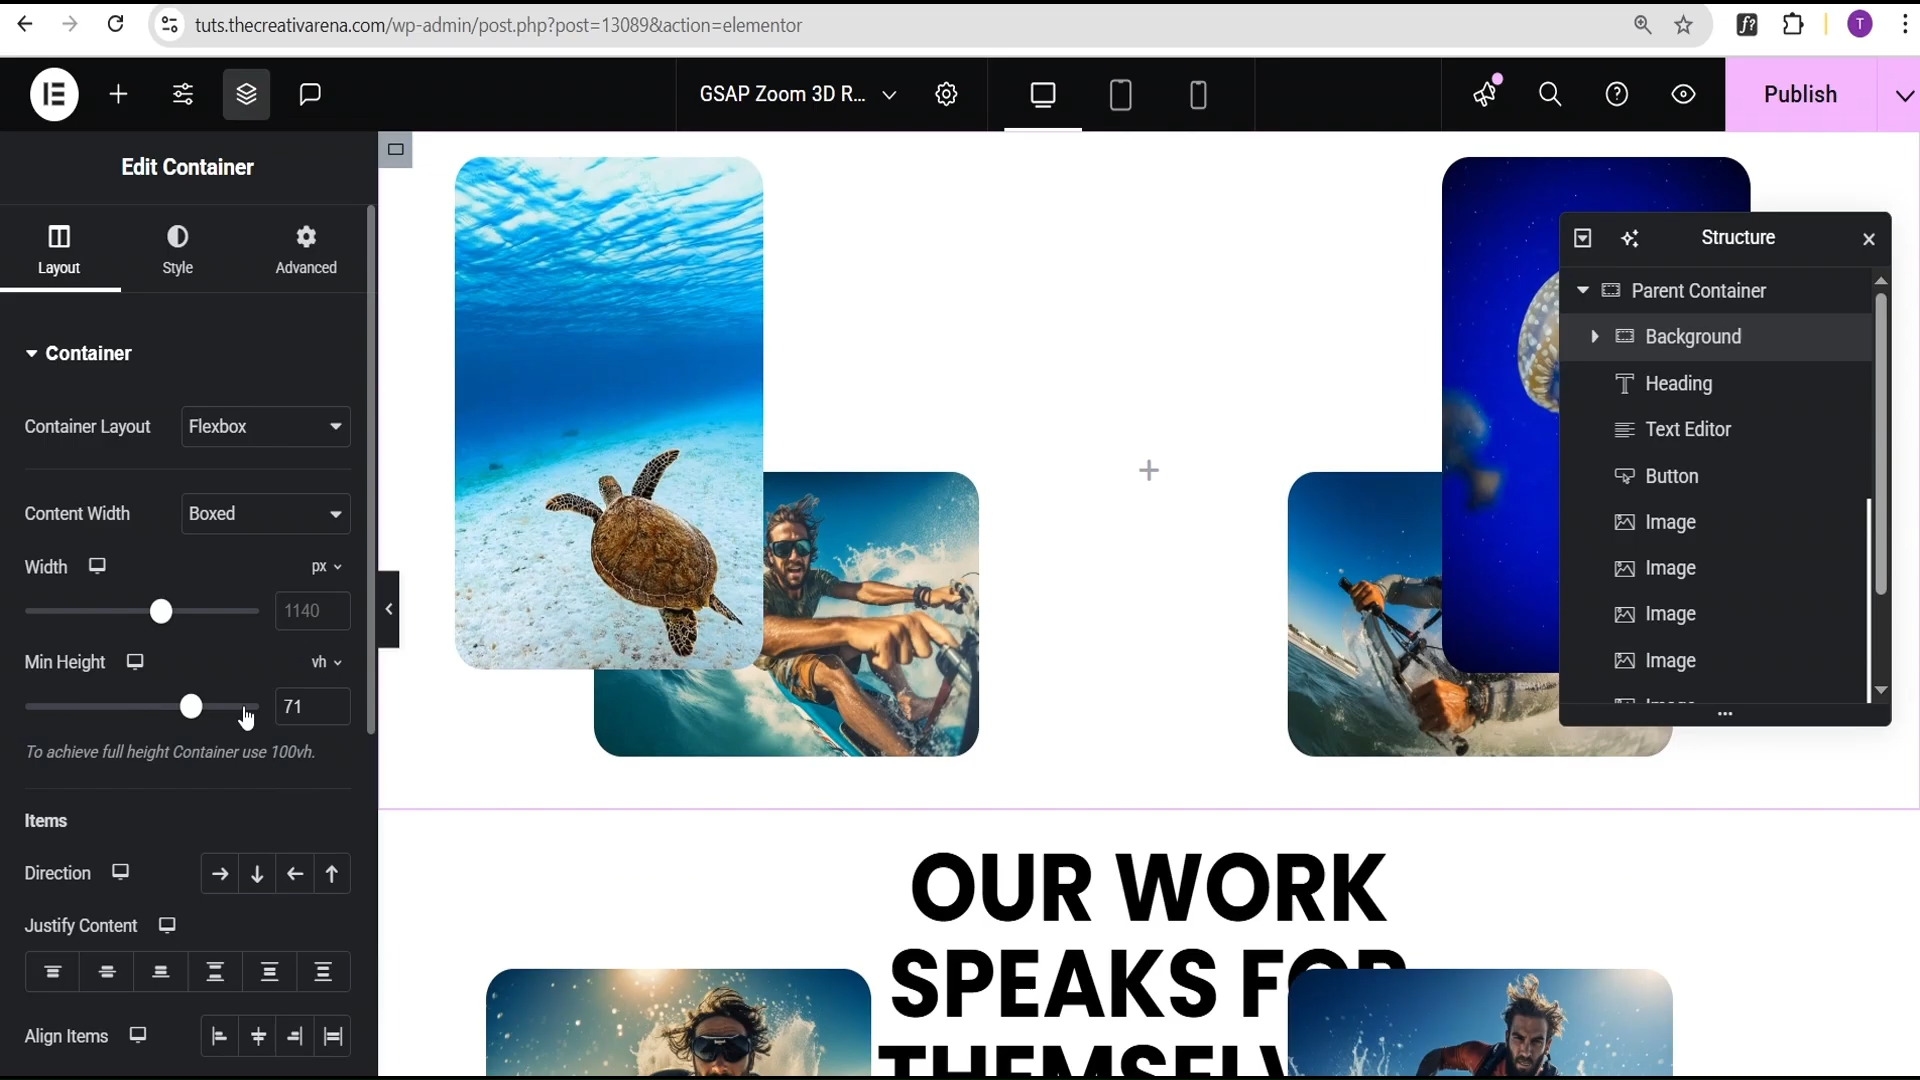 tuts.thecreativarena.com/wp-admin/post.php?post=13089&action=elementor
T
GSAP Zoom 3D R...
Publish
Edit Container
Layout
Style
Advanced
Container
Container Layout
Flexbox
Content Width
Boxed
Width
px
1140
Min Height
vh
71
To achieve full height Container use 100vh.
Items
Direction
Justify Content
Align Items
Structure
Parent Container
Background
Heading
Text Editor
Button
Image
Image
Image
Image
OUR WORK
SPEAKS FOR